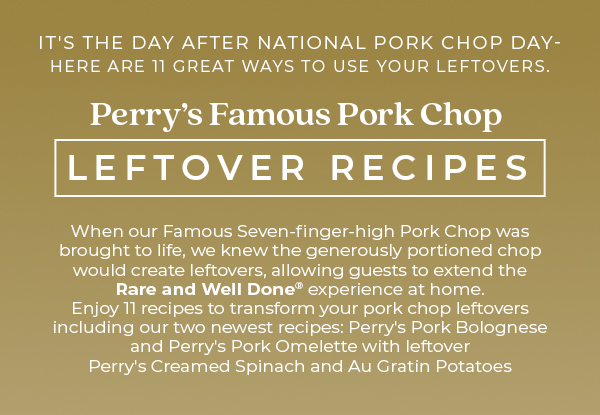 IT'S THE DAY AFTER NATIONAL PORK CHOP DAY-
HERE ARE 11 GREAT WAYS TO USE YOUR LEFTOVERS.
Perry's Famous Pork Chop
LEFTOVER RECIPES
When our Famous Seven-finger-high Pork Chop was
brought to life, we knew the generously portioned chop
would create leftovers, allowing guests to extend the
Rare and Well Done® experience at home.
Enjoy 11 recipes to transform your pork chop leftovers
including our two newest recipes: Perry's Pork Bolognese
and Perry's Pork Omelette with leftover
Perry's Creamed Spinach and Au Gratin Potatoes